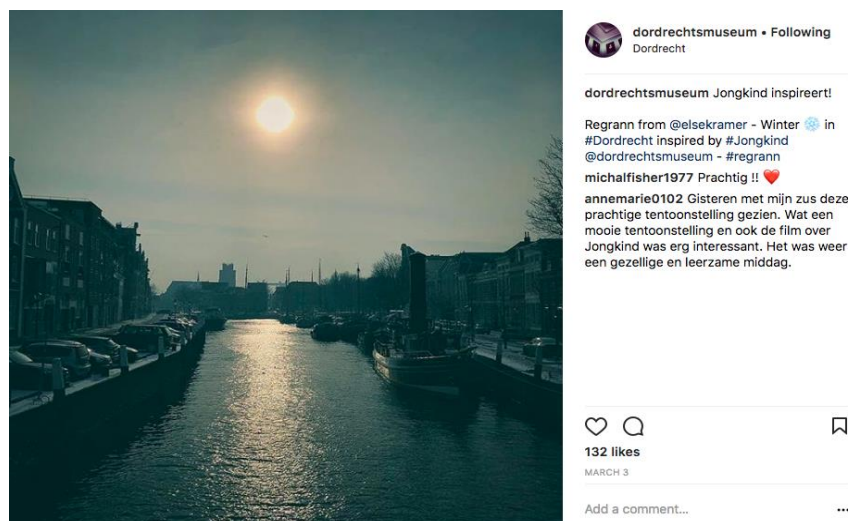 dordrechtsmuseum • Following
Dordrecht
dordrechtsmuseum Jongkind inspireert!
Regrann from @elsekramer - Winter ❄️ in
#Dordrecht inspired by #Jongkind
@dordrechtsmuseum - #regrann
michalfisher1977 Prachtig !! ❤️
annemarie0102 Gisteren met mijn zus deze
prachtige tentoonstelling gezien. Wat een
mooie tentoonstelling en ook de film over
Jongkind was erg interessant. Het was weer
een gezellige en leerzame middag.
132 likes
MARCH 3
Add a comment...